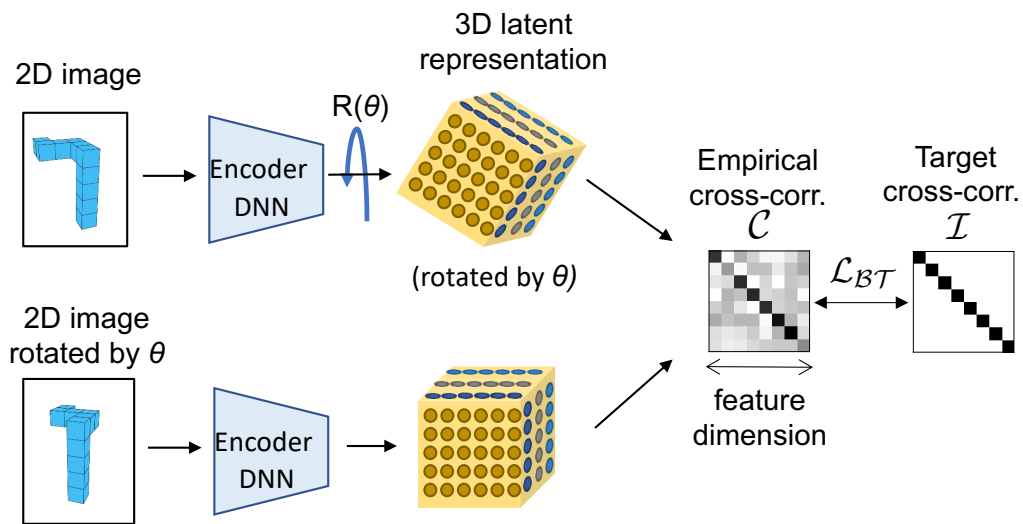 2D image
Encoder
DNN
R(θ)
3D latent
representation
(rotated by θ)
2D image
rotated by θ
Encoder
DNN
Empirical
cross-corr.
𝒞
Target
cross-corr.
ℐ
ℒ_ℬ𝒯
feature
dimension